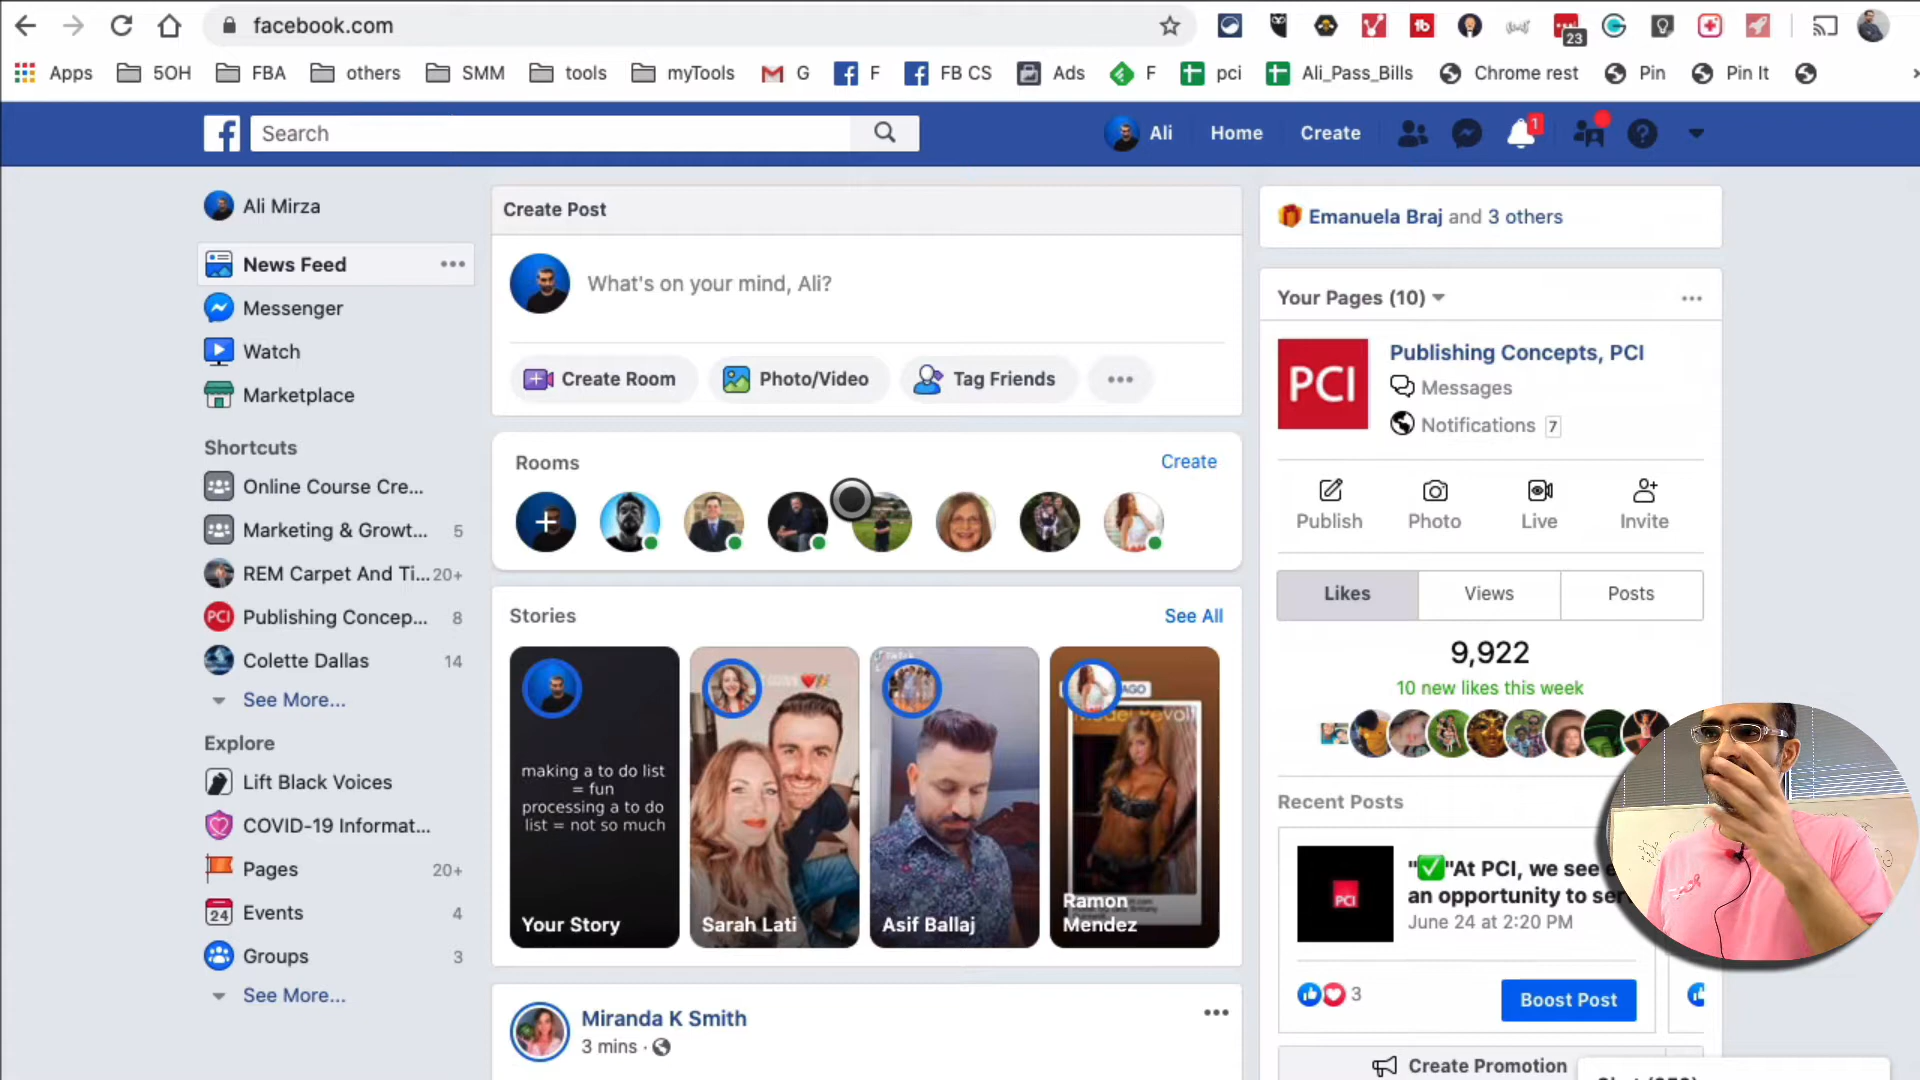 facebook.com
23
Apps 5OH FBA others SMM tools myTools G F FB CS Ads F pci Ali_Pass_Bills Chrome rest Pin Pin It
Search
Ali Home Create 1
Ali Mirza
News Feed
Messenger
Watch
Marketplace
Shortcuts
Online Course Cre...
Marketing & Growt... 5
REM Carpet And Ti... 20+
Publishing Concep... 8
Colette Dallas 14
See More...
Explore
Lift Black Voices
COVID-19 Informat...
Pages 20+
24 Events 4
Groups 3
See More...
Create Post
What's on your mind, Ali?
Create Room Photo/Video Tag Friends
Rooms Create
Stories See All
making a to do list
= fun
processing a to do
list = not so much
Your Story
Sarah Lati
TikTok
Asif Ballaj
AGO
Ramon
Mendez
Miranda K Smith
3 mins
Emanuela Braj and 3 others
Your Pages (10)
PCI
Publishing Concepts, PCI
Messages
Notifications 7
Publish Photo Live Invite
Likes Views Posts
9,922
10 new likes this week
Recent Posts
PCI
"✅"At PCI, we see
an opportunity to
June 24 at 2:20 PM
3
Boost Post
Create Promotion